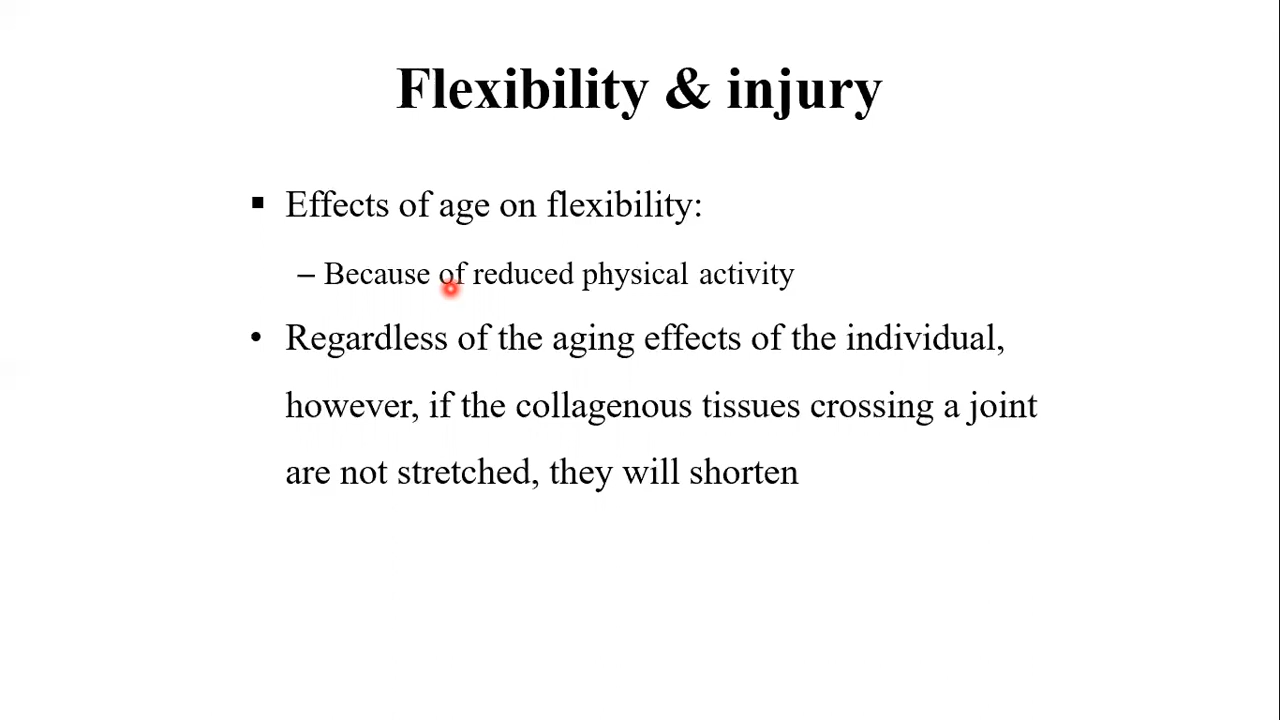 Flexibility & injury
▪ Effects of age on flexibility:
– Because of reduced physical activity
• Regardless of the aging effects of the individual,
however, if the collagenous tissues crossing a joint
are not stretched, they will shorten